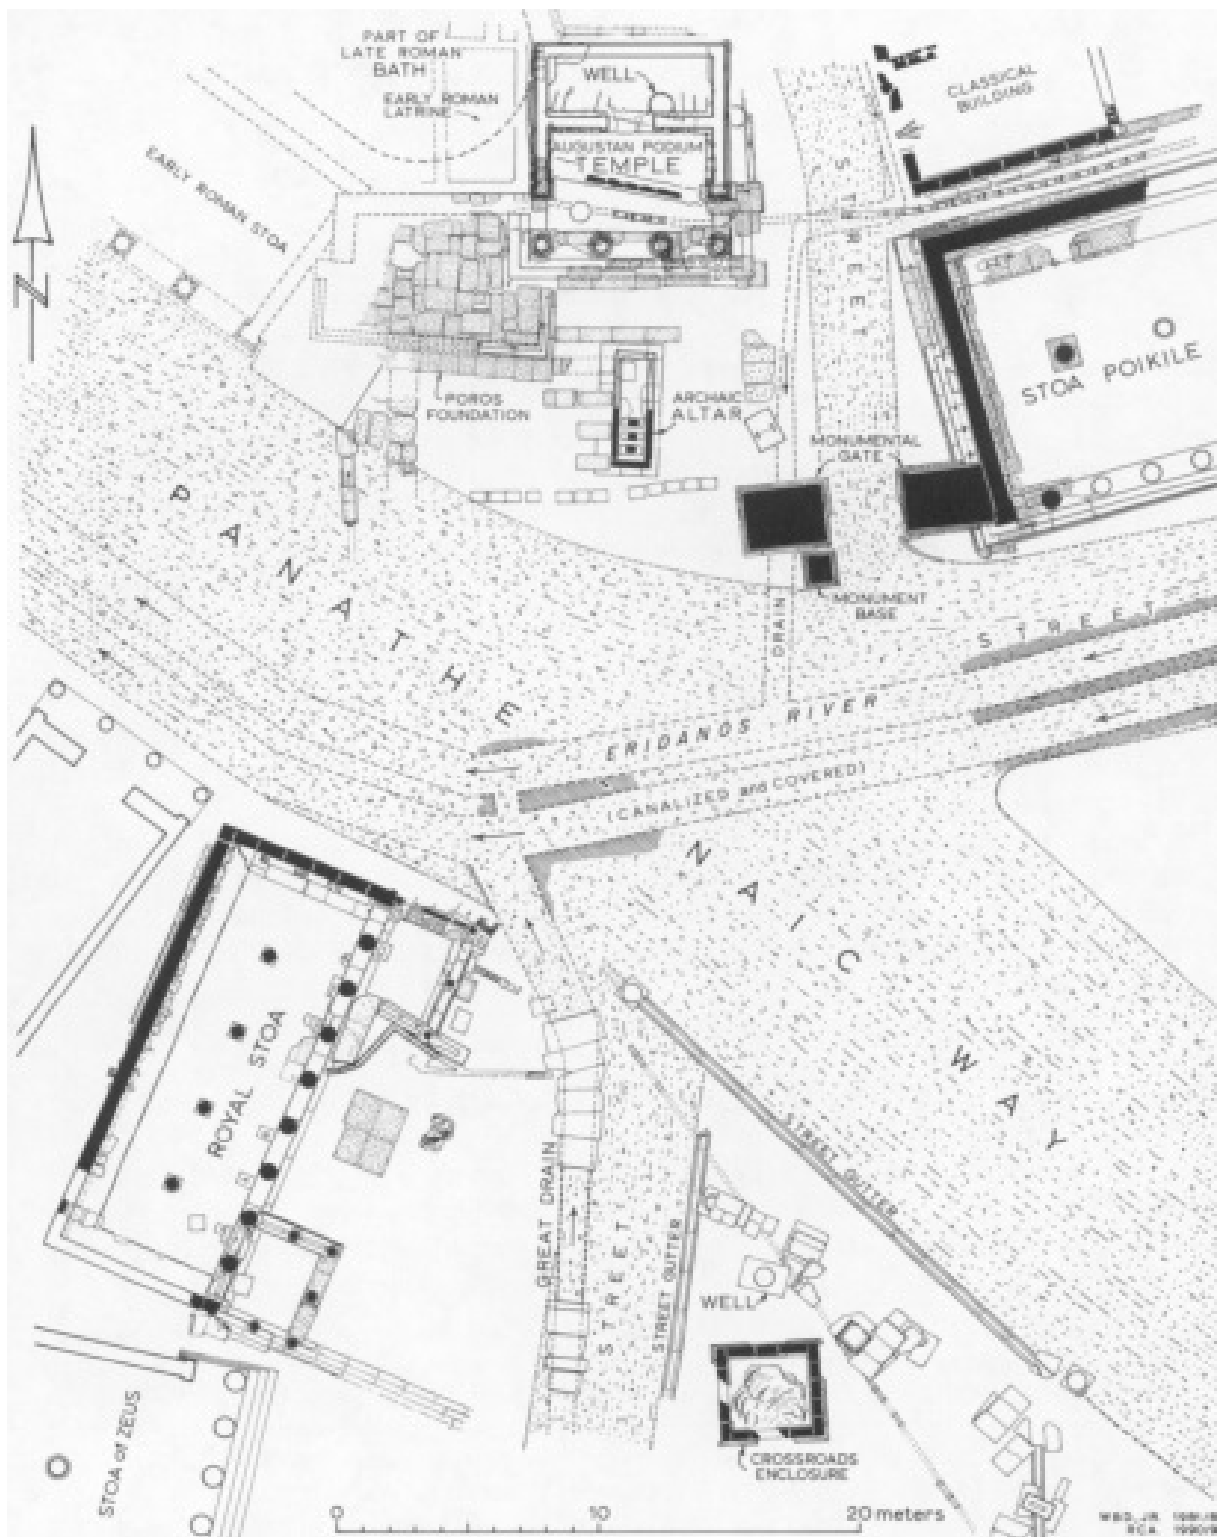 PART OF
LATE ROMAN
BATH
EARLY ROMAN
LATRINE
WELL
AUGUSTAN PODIUM
TEMPLE
CLASSICAL
BUILDING
STREET
EARLY ROMAN STOA
N
STOA POIKILE
POROS
FOUNDATION
ARCHAIC
ALTAR
MONUMENTAL
GATE
MONUMENT
BASE
DRAIN
STREET
PANATHENAIC WAY
ERIDANOS RIVER
(CANALIZED and COVERED)
ROYAL STOA
GREAT DRAIN
STREET
STREET GUTTER
STREET GUTTER
WELL
CROSSROADS
ENCLOSURE
STOA of ZEUS
0 10 20 meters